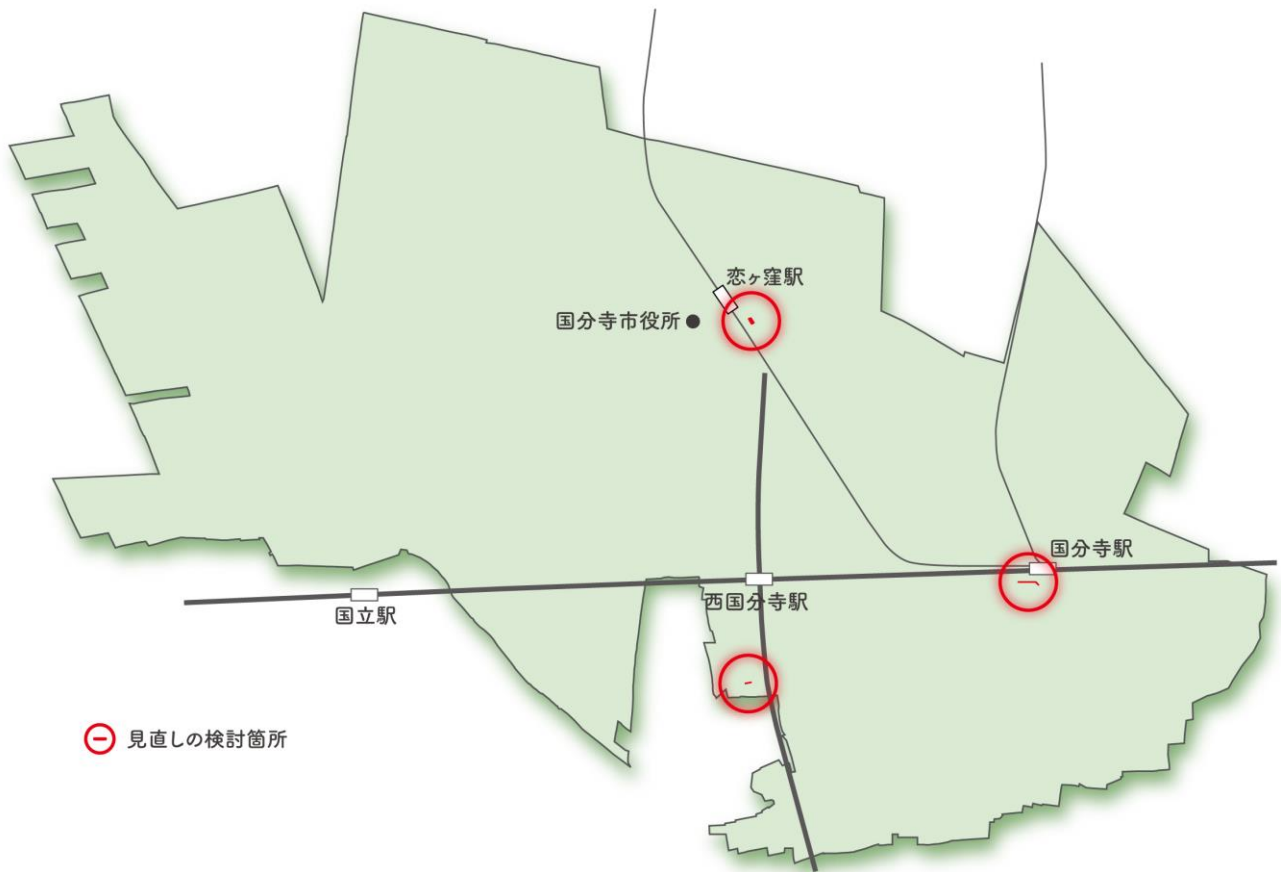 恋ヶ窪駅
国分寺市役所
国分寺駅
西国分寺駅
国立駅
見直しの検討箇所